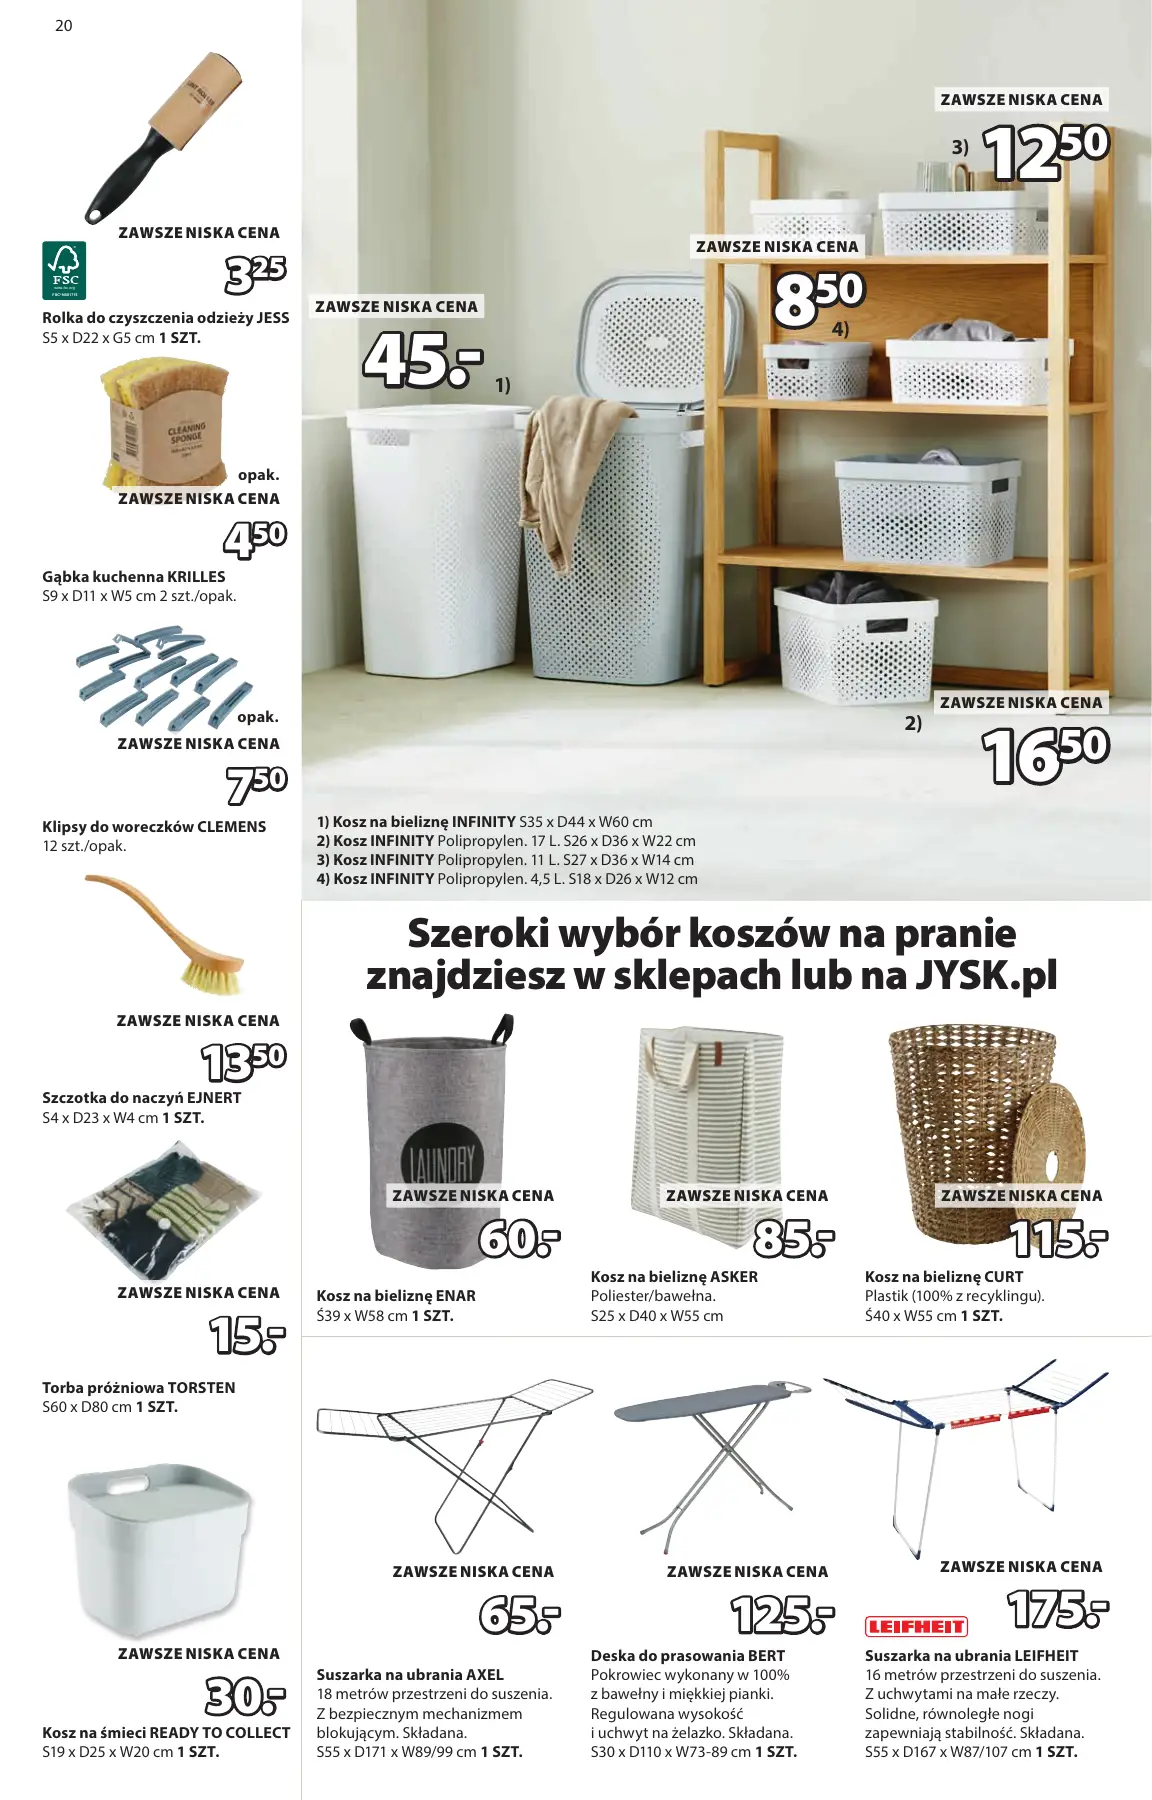 20
ZAWSZE NISKA CENA
FSC
3 25
Rolka do czyszczenia odzieży JESS
S5 x D22 x G5 cm 1 SZT.
CLEANING
SPONGE
opak.
ZAWSZE NISKA CENA
4 50
Gąbka kuchenna KRILLES
S9 x D11 x W5 cm 2 szt./opak.
opak.
ZAWSZE NISKA CENA
7 50
Klipsy do woreczków CLEMENS
12 szt./opak.
ZAWSZE NISKA CENA
13 50
Szczotka do naczyń EJNERT
S4 x D23 x W4 cm 1 SZT.
ZAWSZE NISKA CENA
15.-
Torba próżniowa TORSTEN
S60 x D80 cm 1 SZT.
ZAWSZE NISKA CENA
30.-
Kosz na śmieci READY TO COLLECT
S19 x D25 x W20 cm 1 SZT.
ZAWSZE NISKA CENA
3) 12 50
ZAWSZE NISKA CENA
8 50
4)
ZAWSZE NISKA CENA
45.-
1)
ZAWSZE NISKA CENA
2)
16 50
1) Kosz na bieliznę INFINITY S35 x D44 x W60 cm
2) Kosz INFINITY Polipropylen. 17 L. S26 x D36 x W22 cm
3) Kosz INFINITY Polipropylen. 11 L. S27 x D36 x W14 cm
4) Kosz INFINITY Polipropylen. 4,5 L. S18 x D26 x W12 cm
Szeroki wybór koszów na pranie
znajdziesz w sklepach lub na JYSK.pl
LAUNDRY
ZAWSZE NISKA CENA
60.-
Kosz na bieliznę ENAR
Ś39 x W58 cm 1 SZT.
ZAWSZE NISKA CENA
85.-
Kosz na bieliznę ASKER
Poliester/bawełna.
S25 x D40 x W55 cm
ZAWSZE NISKA CENA
115.-
Kosz na bieliznę CURT
Plastik (100% z recyklingu).
Ś40 x W55 cm 1 SZT.
ZAWSZE NISKA CENA
65.-
Suszarka na ubrania AXEL
18 metrów przestrzeni do suszenia.
Z bezpiecznym mechanizmem
blokującym. Składana.
S55 x D171 x W89/99 cm 1 SZT.
ZAWSZE NISKA CENA
125.-
Deska do prasowania BERT
Pokrowiec wykonany w 100%
z bawełny i miękkiej pianki.
Regulowana wysokość
i uchwyt na żelazko. Składana.
S30 x D110 x W73-89 cm 1 SZT.
ZAWSZE NISKA CENA
175.-
LEIFHEIT
Suszarka na ubrania LEIFHEIT
16 metrów przestrzeni do suszenia.
Z uchwytami na małe rzeczy.
Solidne, równoległe nogi
zapewniają stabilność. Składana.
S55 x D167 x W87/107 cm 1 SZT.